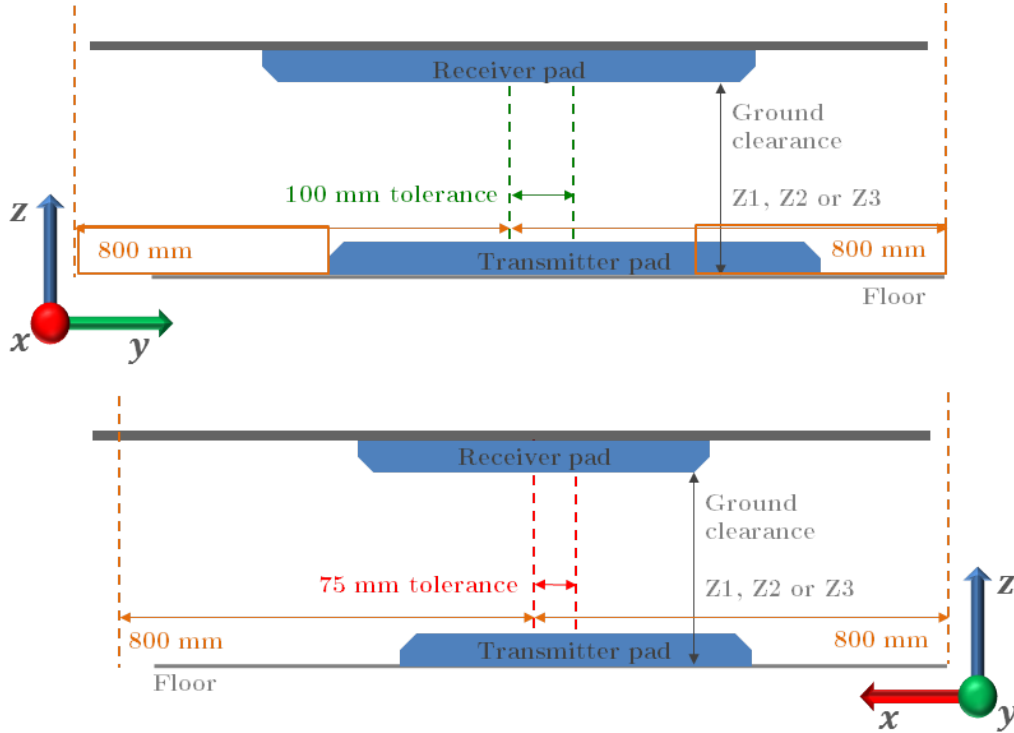 Receiver pad
Ground
clearance
100 mm tolerance
Z1, Z2 or Z3
z
800 mm
800 mm
Transmitter pad
Floor
x
y
Receiver pad
Ground
clearance
75 mm tolerance
Z1, Z2 or Z3
z
800 mm
800 mm
Transmitter pad
Floor
x
y